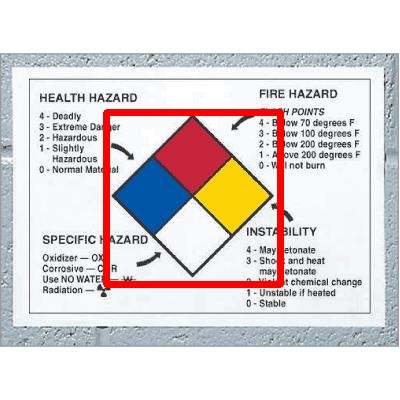 HEALTH HAZARD
4 - Deadly
3 - Extreme Danger
2 - Hazardous
1 - Slightly
Hazardous
0 - Normal Material
FIRE HAZARD
FLASH POINTS
4 - Below 70 degrees F
3 - Below 100 degrees F
2 - Below 200 degrees F
1 - Above 200 degrees F
0 - Will not burn
SPECIFIC HAZARD
Oxidizer — OX
Corrosive — COR
Use NO WATER — W
Radiation —
INSTABILITY
4 - May detonate
3 - Shock and heat
may detonate
2 - Violent chemical change
1 - Unstable if heated
0 - Stable